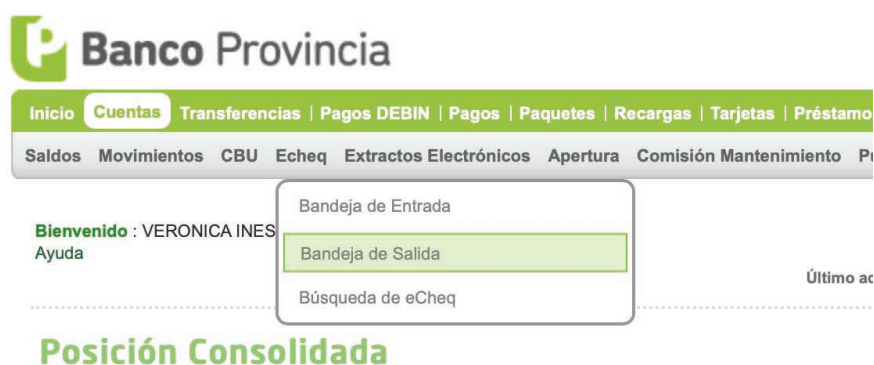 Banco Provincia
Inicio Cuentas Transferencias | Pagos DEBIN | Pagos | Paquetes | Recargas | Tarjetas | Préstamo
Saldos Movimientos CBU Echeq Extractos Electrónicos Apertura Comisión Mantenimiento
Bandeja de Entrada
Bienvenido : VERONICA INES
Ayuda
Bandeja de Salida
Último
Búsqueda de eCheq
Posición Consolidada